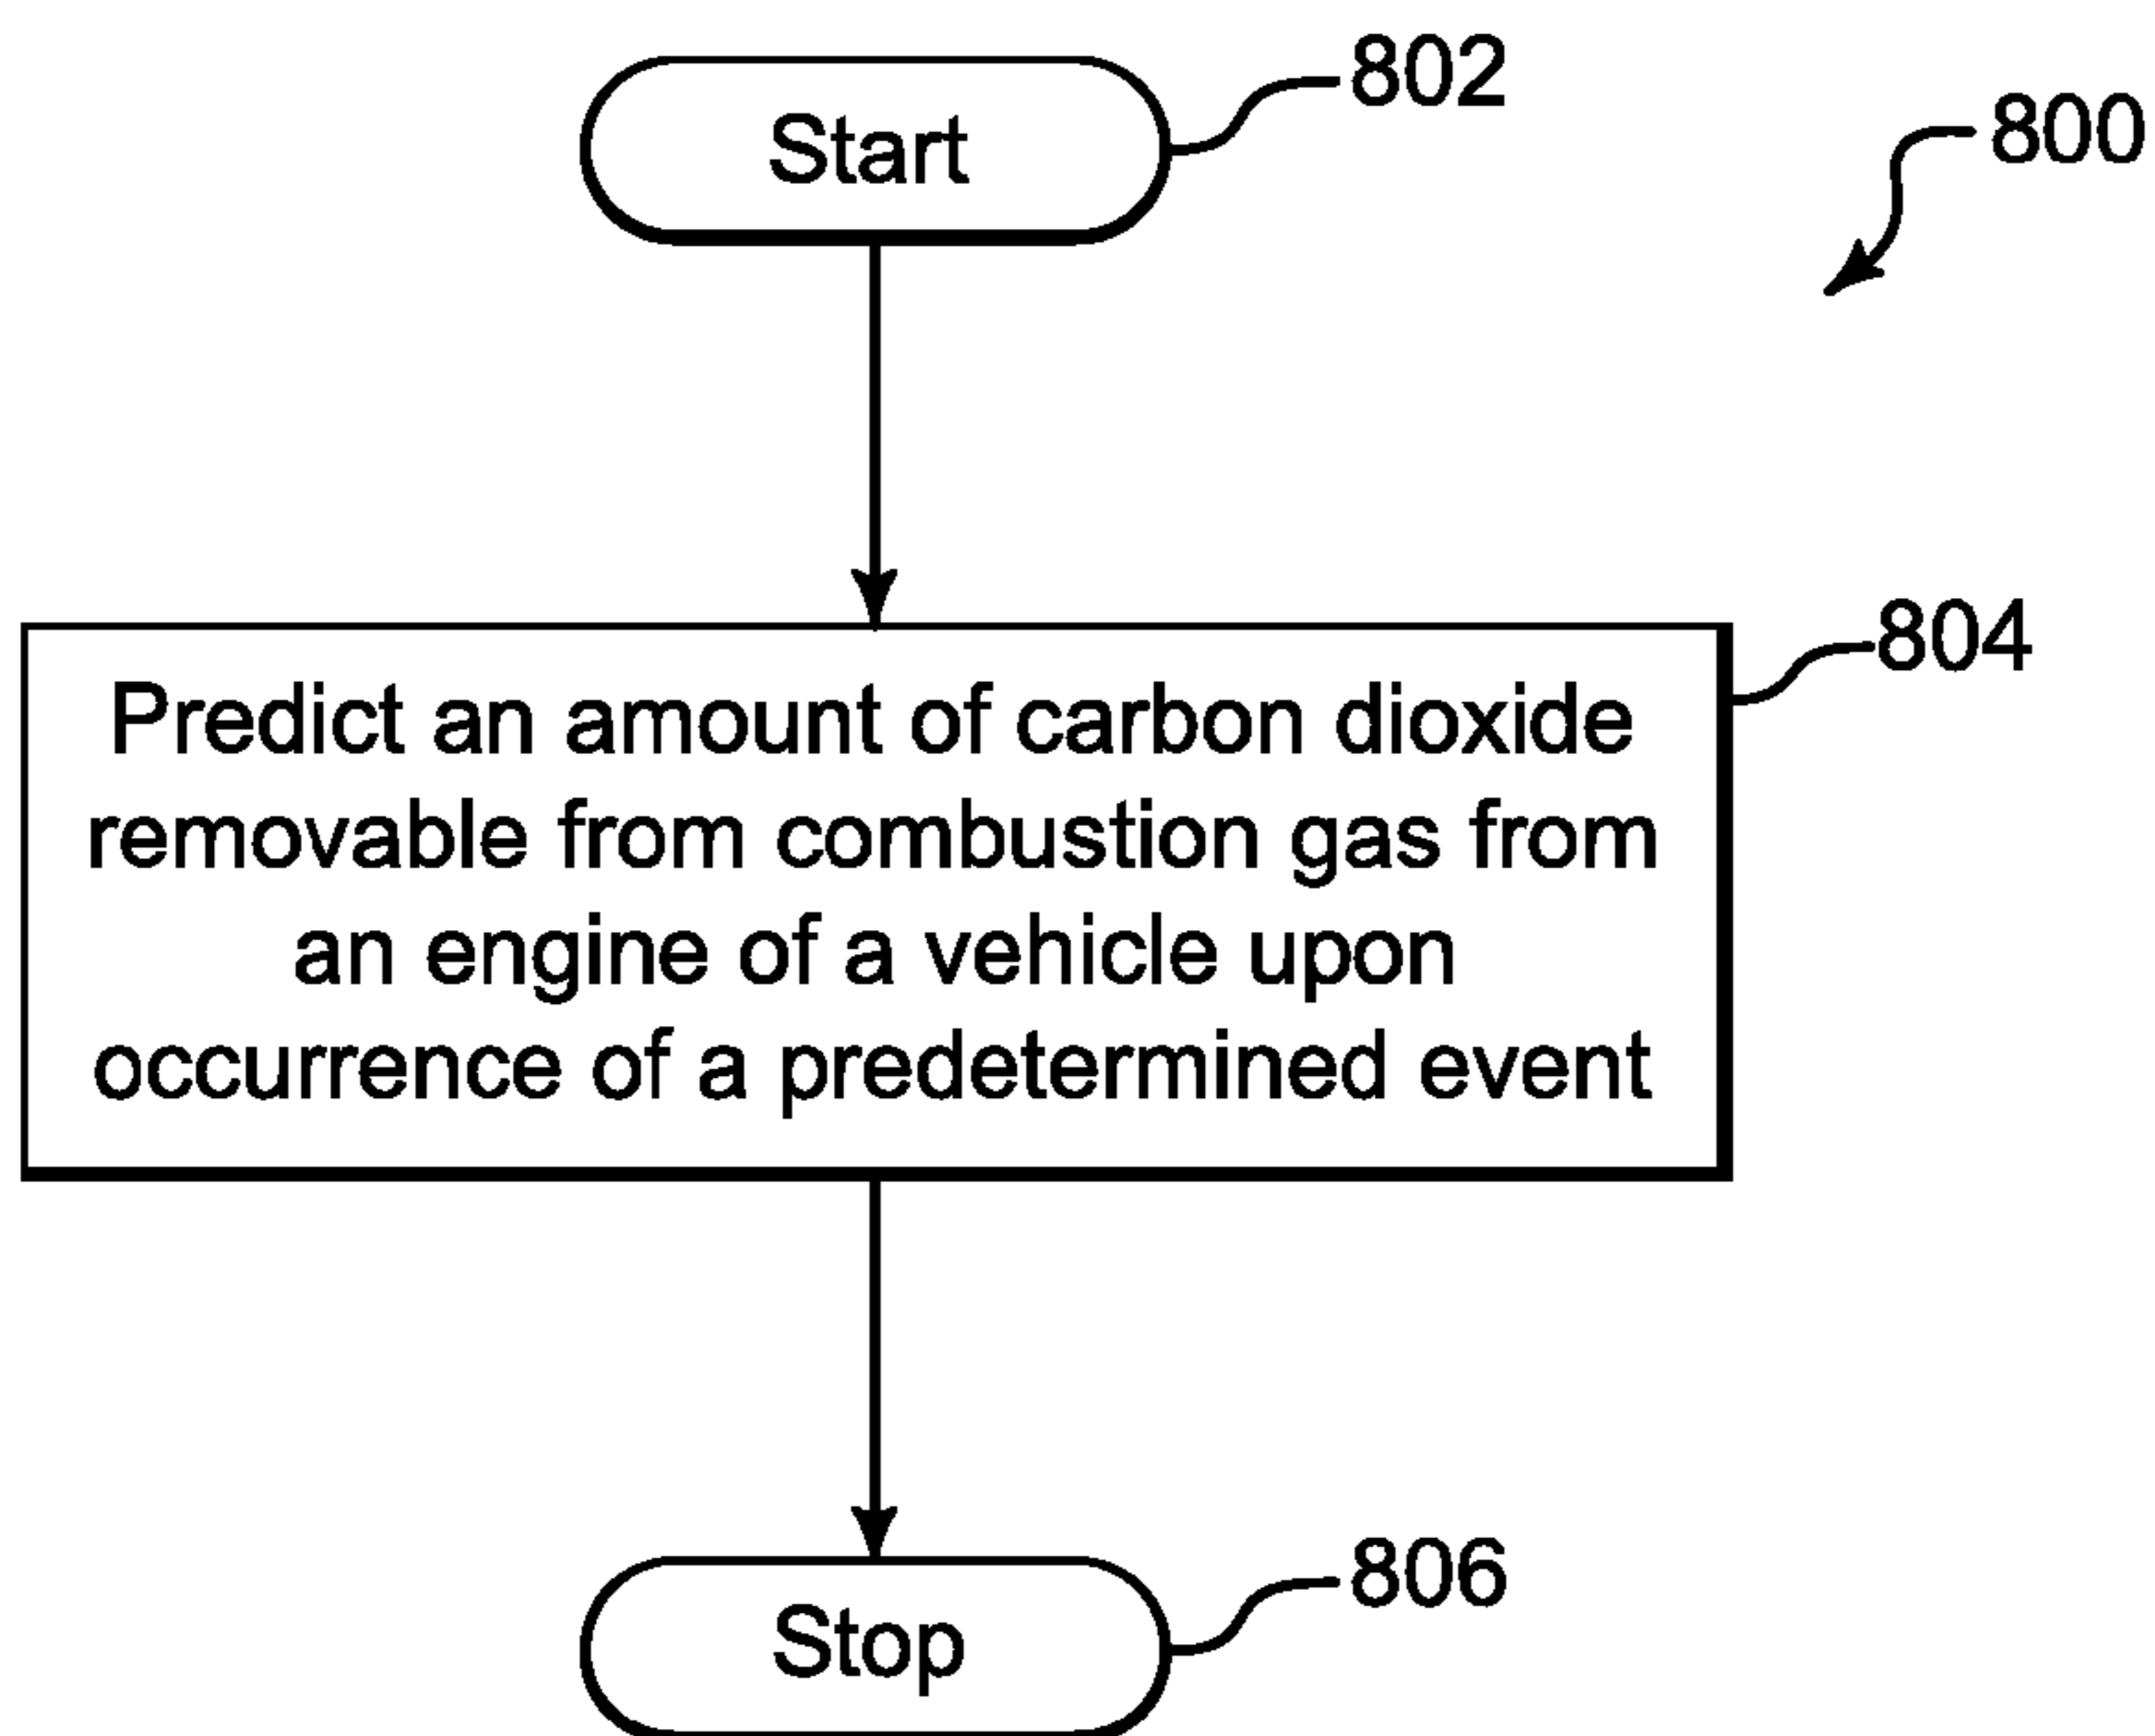 Start
802
800
Predict an amount of carbon dioxide
removable from combustion gas from
an engine of a vehicle upon
occurrence of a predetermined event
804
Stop
806